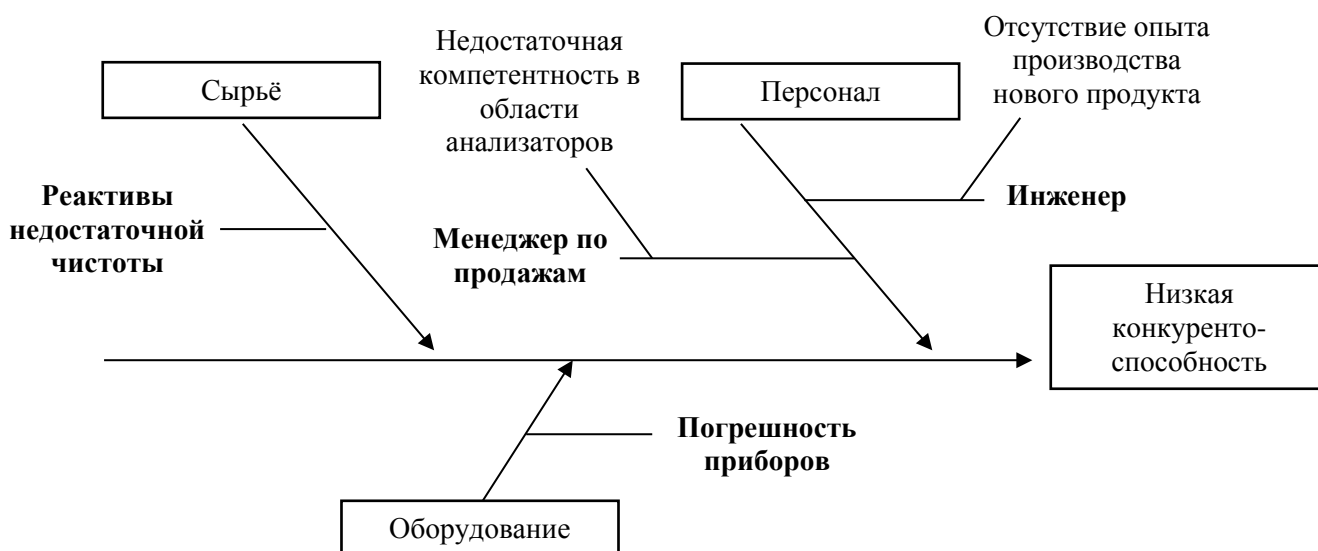 Сырьё
Недостаточная
компетентность в
области
анализаторов
Персонал
Отсутствие опыта
производства
нового продукта
Реактивы
недостаточной
чистоты
Менеджер по
продажам
Инженер
Низкая
конкуренто-
способность
Погрешность
приборов
Оборудование